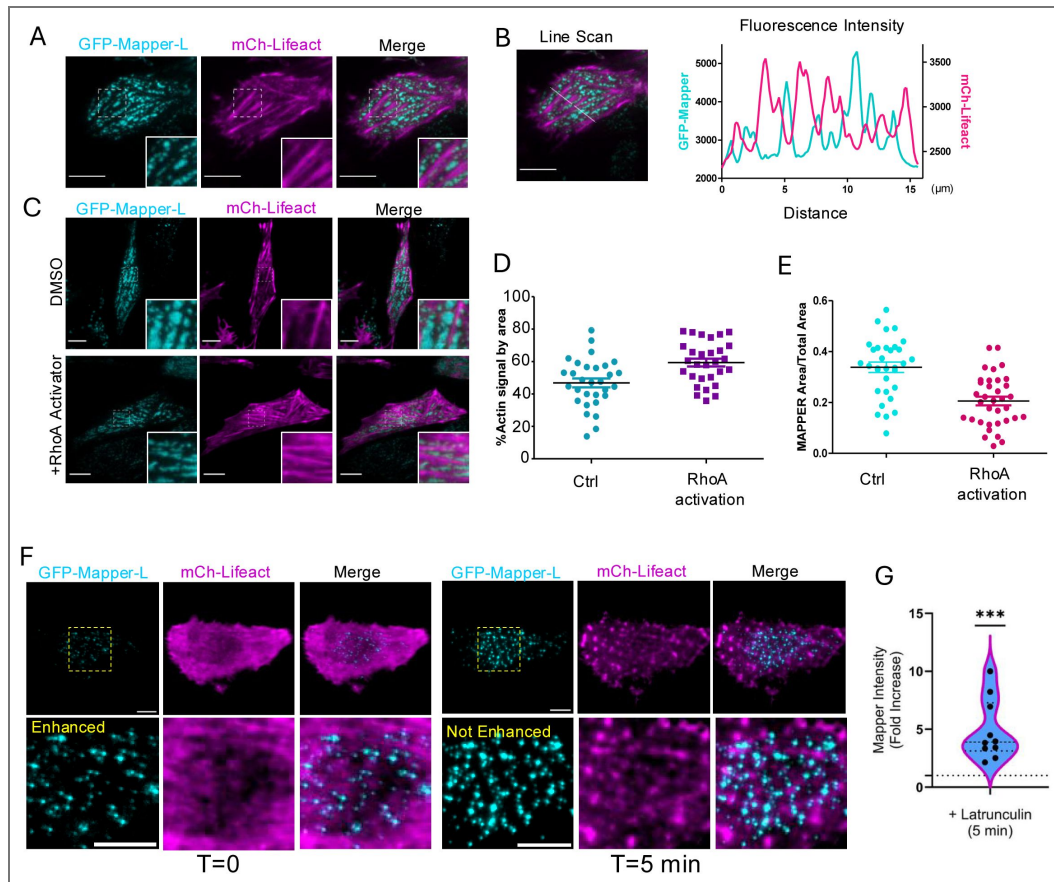 A
GFP-Mapper-L mCh-Lifeact Merge
B
Line Scan
Fluorescence Intensity
GFP-Mapper
5000
4000
3000
2000
mCh-Lifeact
3500
3000
2500
0 5 10 15 (μm)
Distance
C
GFP-Mapper-L mCh-Lifeact Merge
DMSO
+RhoA Activator
D
%Actin signal by area
100
80
60
40
20
0
Ctrl RhoA
activation
E
MAPPER Area/Total Area
0.6
0.4
0.2
0.0
Ctrl RhoA
activation
F
GFP-Mapper-L mCh-Lifeact Merge GFP-Mapper-L mCh-Lifeact Merge
Enhanced Not Enhanced
T=0 T=5 min
G
Mapper Intensity
(Fold Increase)
15
10
5
0
***
+ Latrunculin
(5 min)